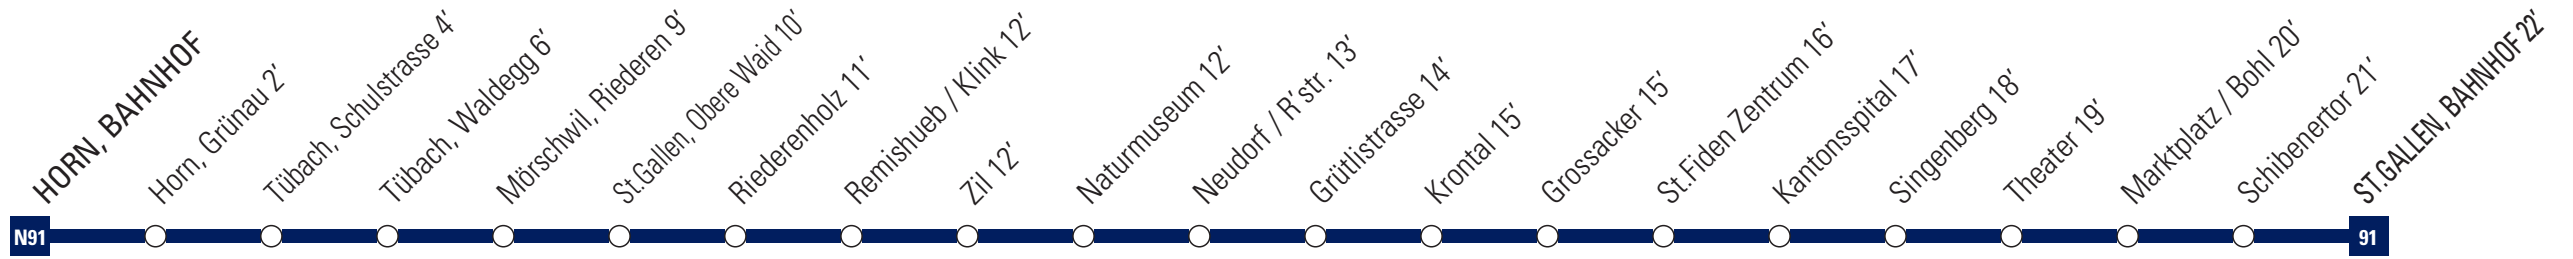 HORN, BAHNHOF
Horn, Grünau 2'
Tübach, Schulstrasse 4'
Tübach, Waldegg 6'
Mörschwil, Riederen 9'
St.Gallen, Obere Waid 10'
Riederenholz 11'
Remishueb / Klink 12'
Zil 12'
Naturmuseum 12'
Neudorf / R'str. 13'
Grütlistrasse 14'
Krontal 15'
Grossacker 15'
St.Fiden Zentrum 16'
Kantonsspital 17'
Singenberg 18'
Theater 19'
Marktplatz / Bohl 20'
Schibenertor 21'
ST.GALLEN, BAHNHOF 22'
N91
91